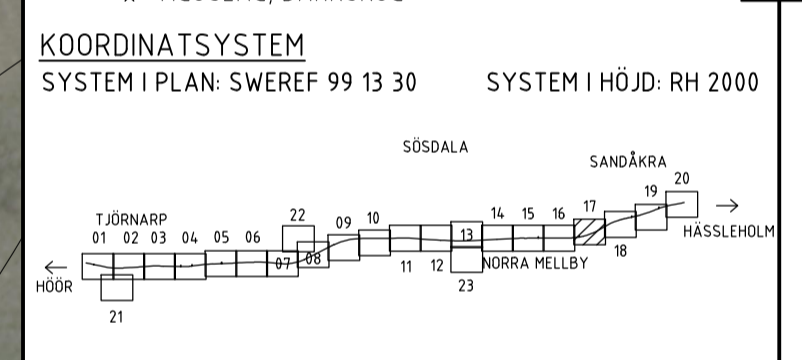 KOORDINATSYSTEM
SYSTEM I PLAN: SWEREF 99 13 30 SYSTEM I HÖJD: RH 2000
SÖSDALA
SANDÅKRA
20
19
17
22
TJÖRNARP
14 15 16
09 10
01 02 03 04 05 06
13
HÄSSLEHOLM
18
07 08
11 12
NORRA MELLBY
HÖÖR
23
21